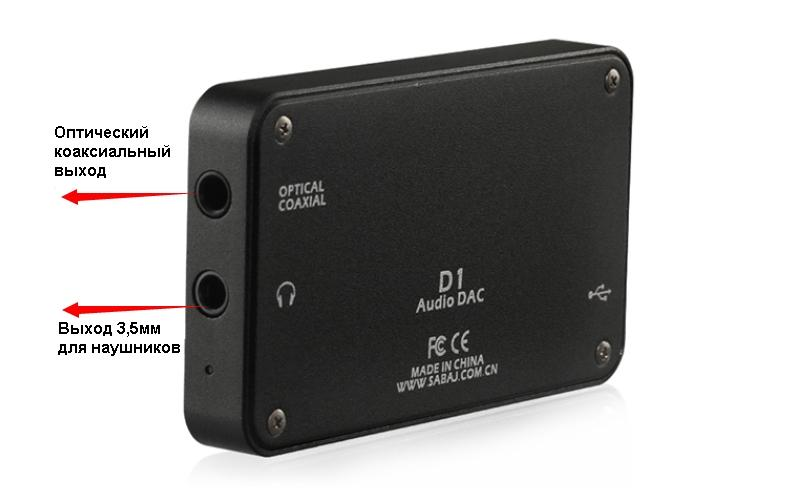 Оптический
коаксиальный
выход
OPTICAL
COAXIAL
D1
Audio DAC
Выход 3,5мм
для наушников
FC CE
MADE IN CHINA
WWW.SABAJ.COM.CN